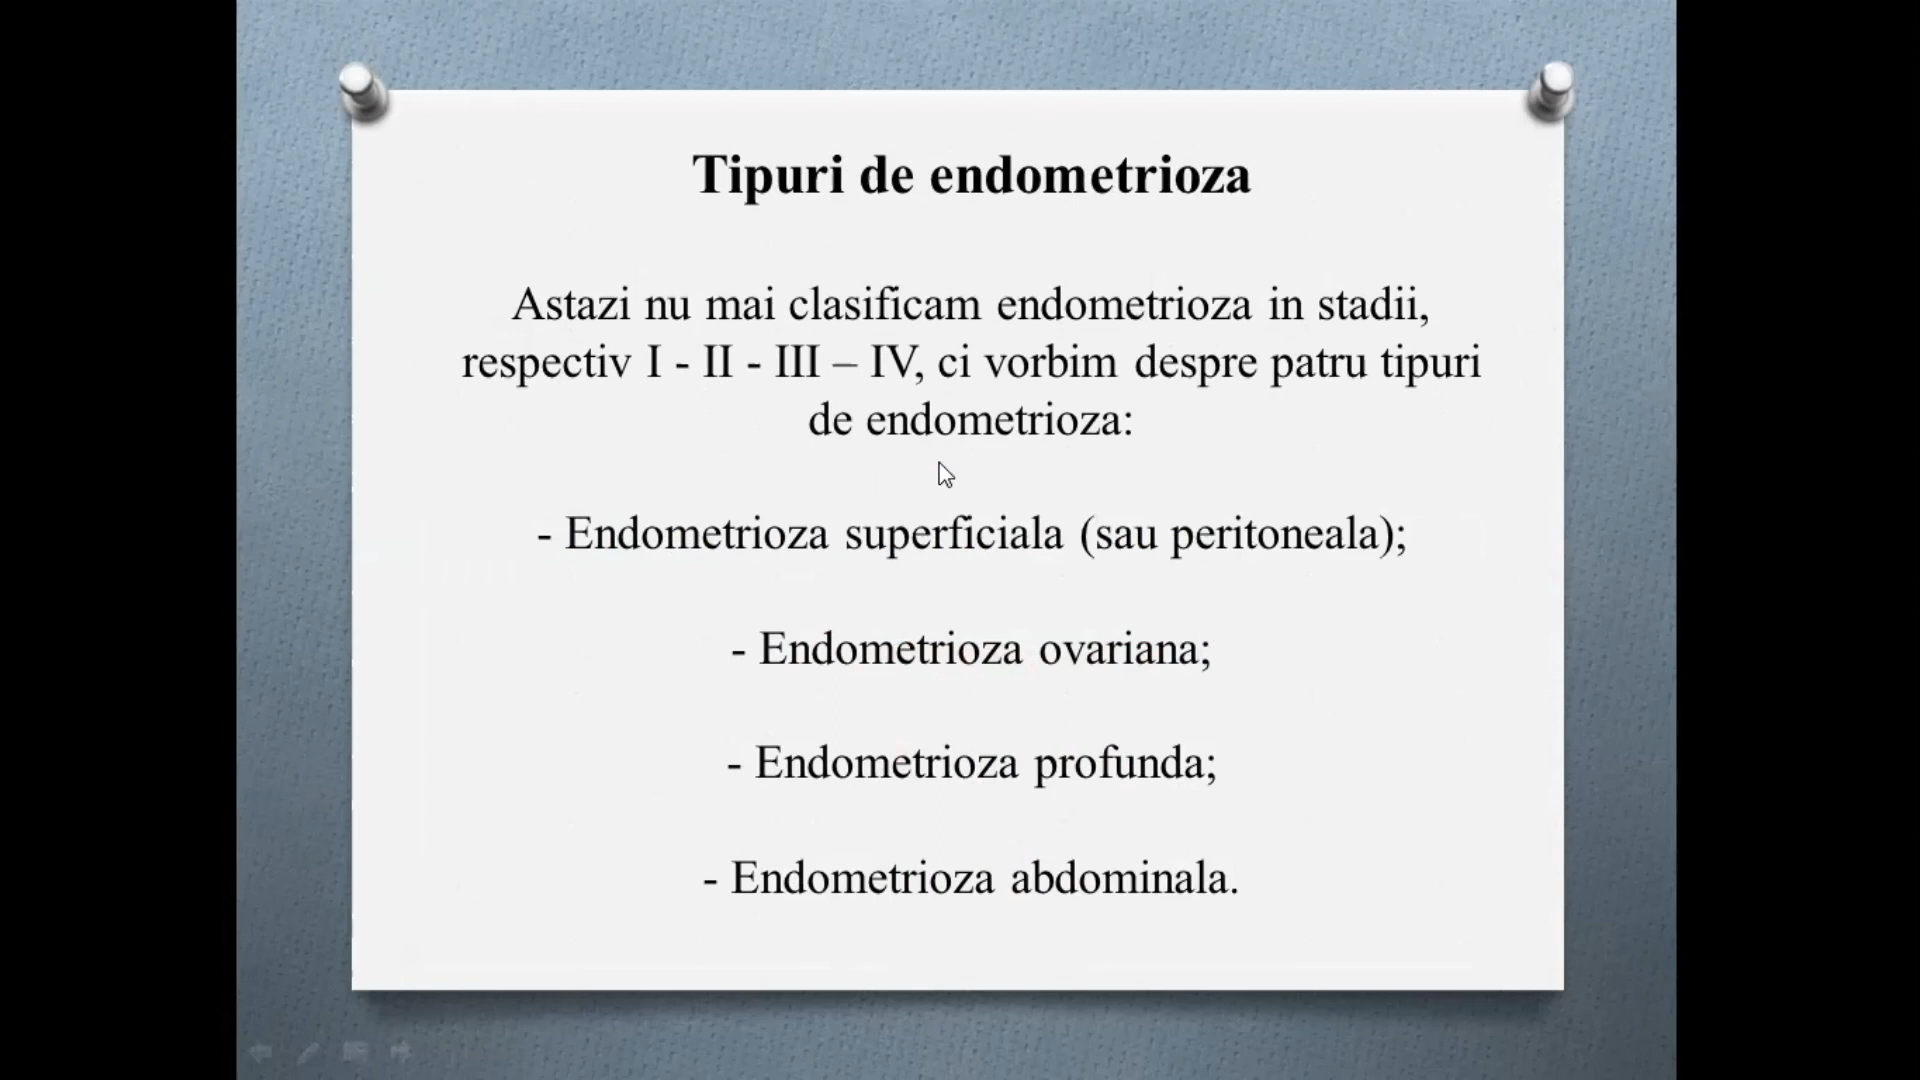 Tipuri de endometrioza
Astazi nu mai clasificam endometrioza in stadii,
respectiv I - II - III – IV, ci vorbim despre patru tipuri
de endometrioza:
- Endometrioza superficiala (sau peritoneala);
- Endometrioza ovariana;
- Endometrioza profunda;
- Endometrioza abdominala.